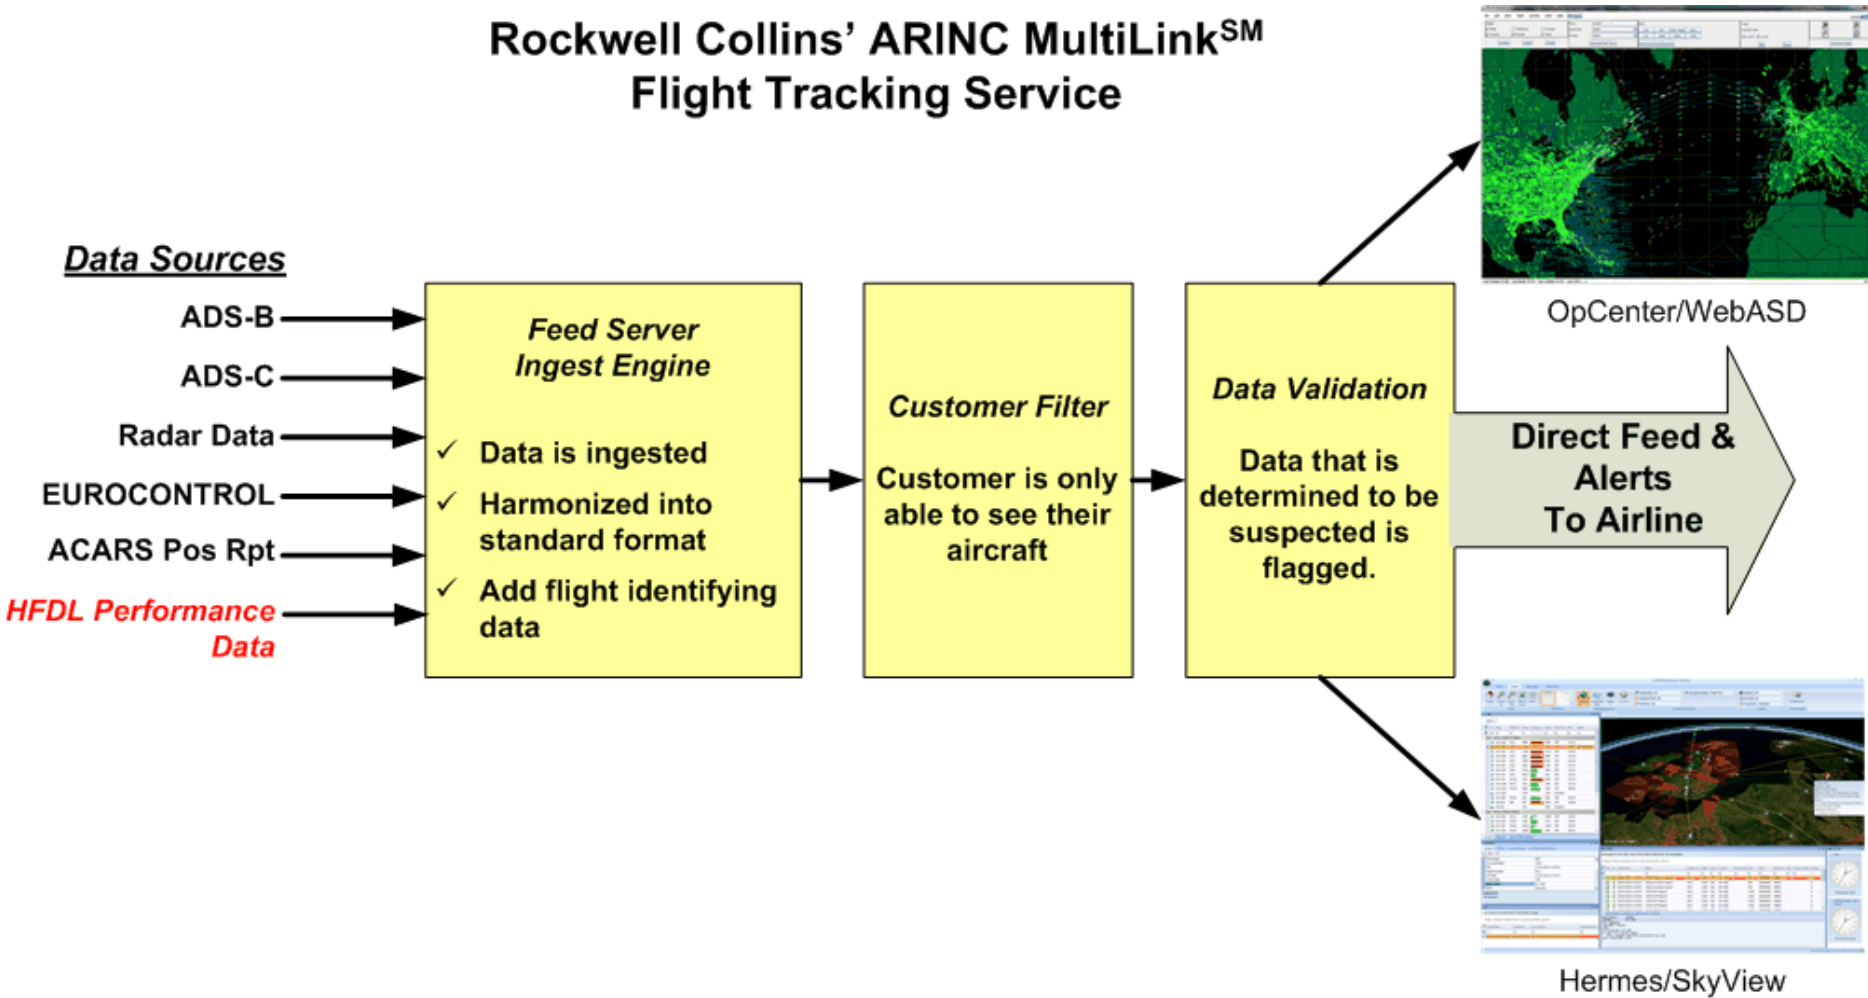 Rockwell Collins’ ARINC MultiLinkSM
Flight Tracking Service
Data Sources
ADS-B
ADS-C
Radar Data
EUROCONTROL
ACARS Pos Rpt
HFDL Performance
Data
Feed Server
Ingest Engine
✓ Data is ingested
✓ Harmonized into
standard format
✓ Add flight identifying
data
Customer Filter
Customer is only
able to see their
aircraft
Data Validation
Data that is
determined to be
suspected is
flagged.
OpCenter/WebASD
Direct Feed &
Alerts
To Airline
Hermes/SkyView